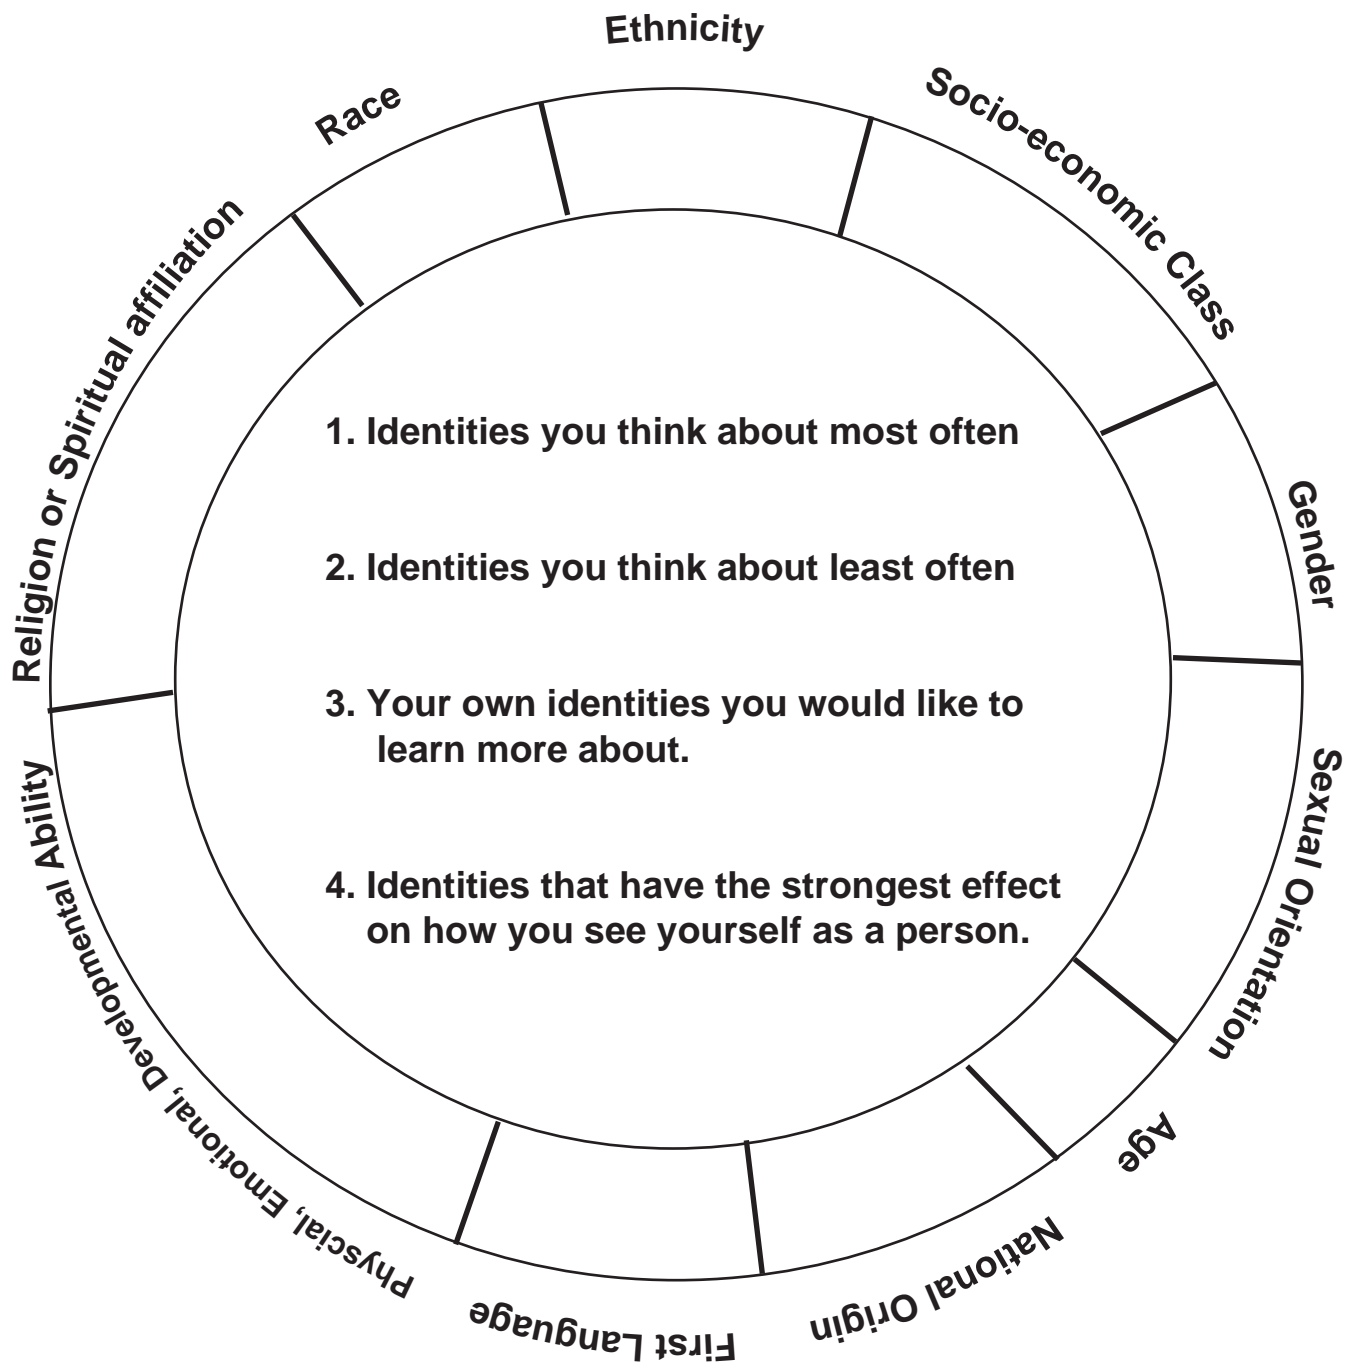 Ethnicity
Socio-economic Class
Gender
Sexual Orientation
Age
National Origin
First Language
Physcial, Emotional, Developmental Ability
Religion or Spiritual affiliation
Race
1. Identities you think about most often
2. Identities you think about least often
3. Your own identities you would like to
learn more about.
4. Identities that have the strongest effect
on how you see yourself as a person.